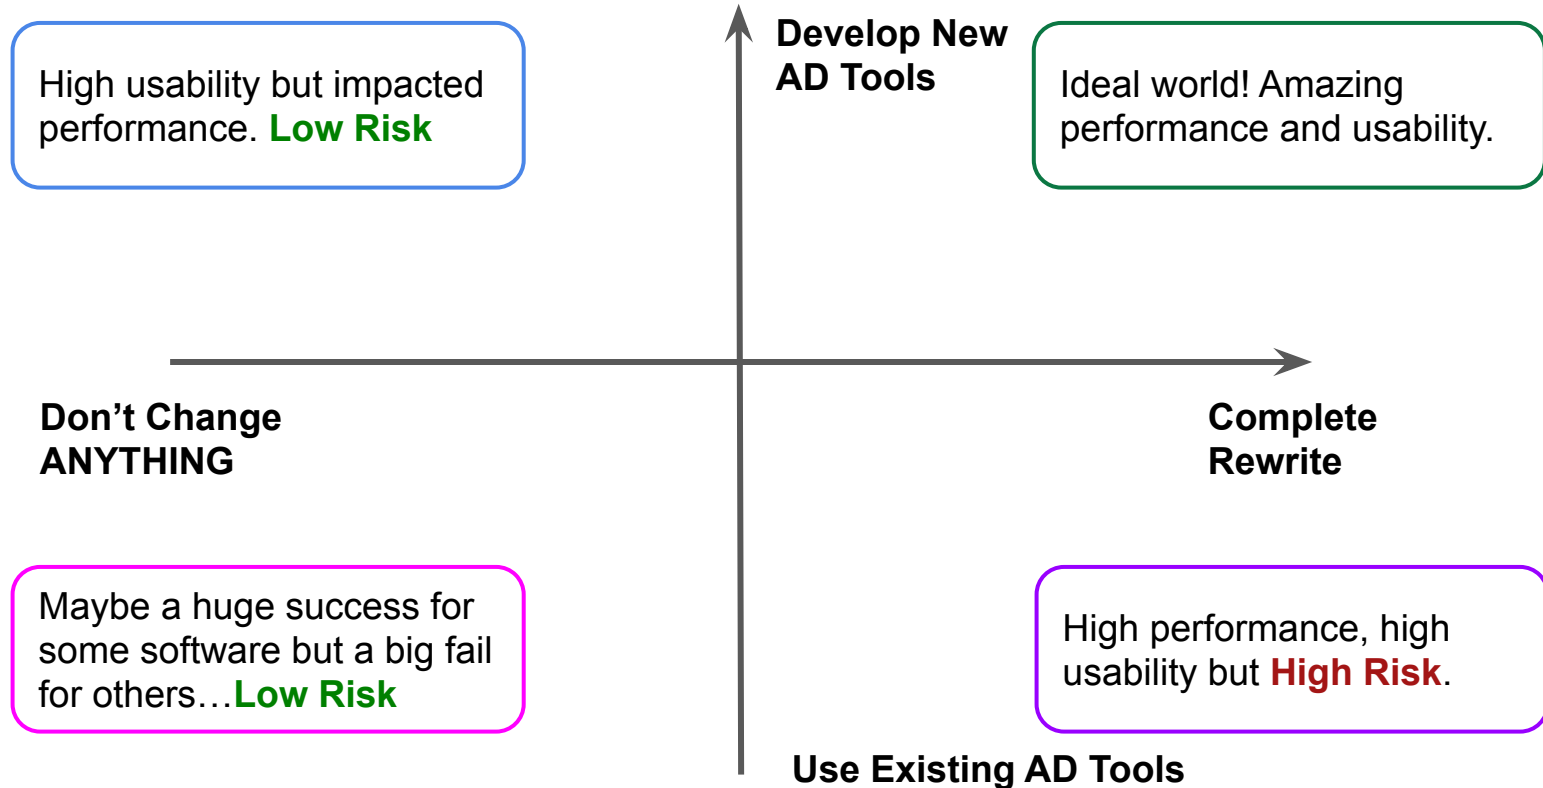 High usability but impacted
performance. Low Risk
Develop New
AD Tools
Ideal world! Amazing
performance and usability.
Don’t Change
ANYTHING
Complete
Rewrite
Maybe a huge success for
some software but a big fail
for others…Low Risk
High performance, high
usability but High Risk.
Use Existing AD Tools